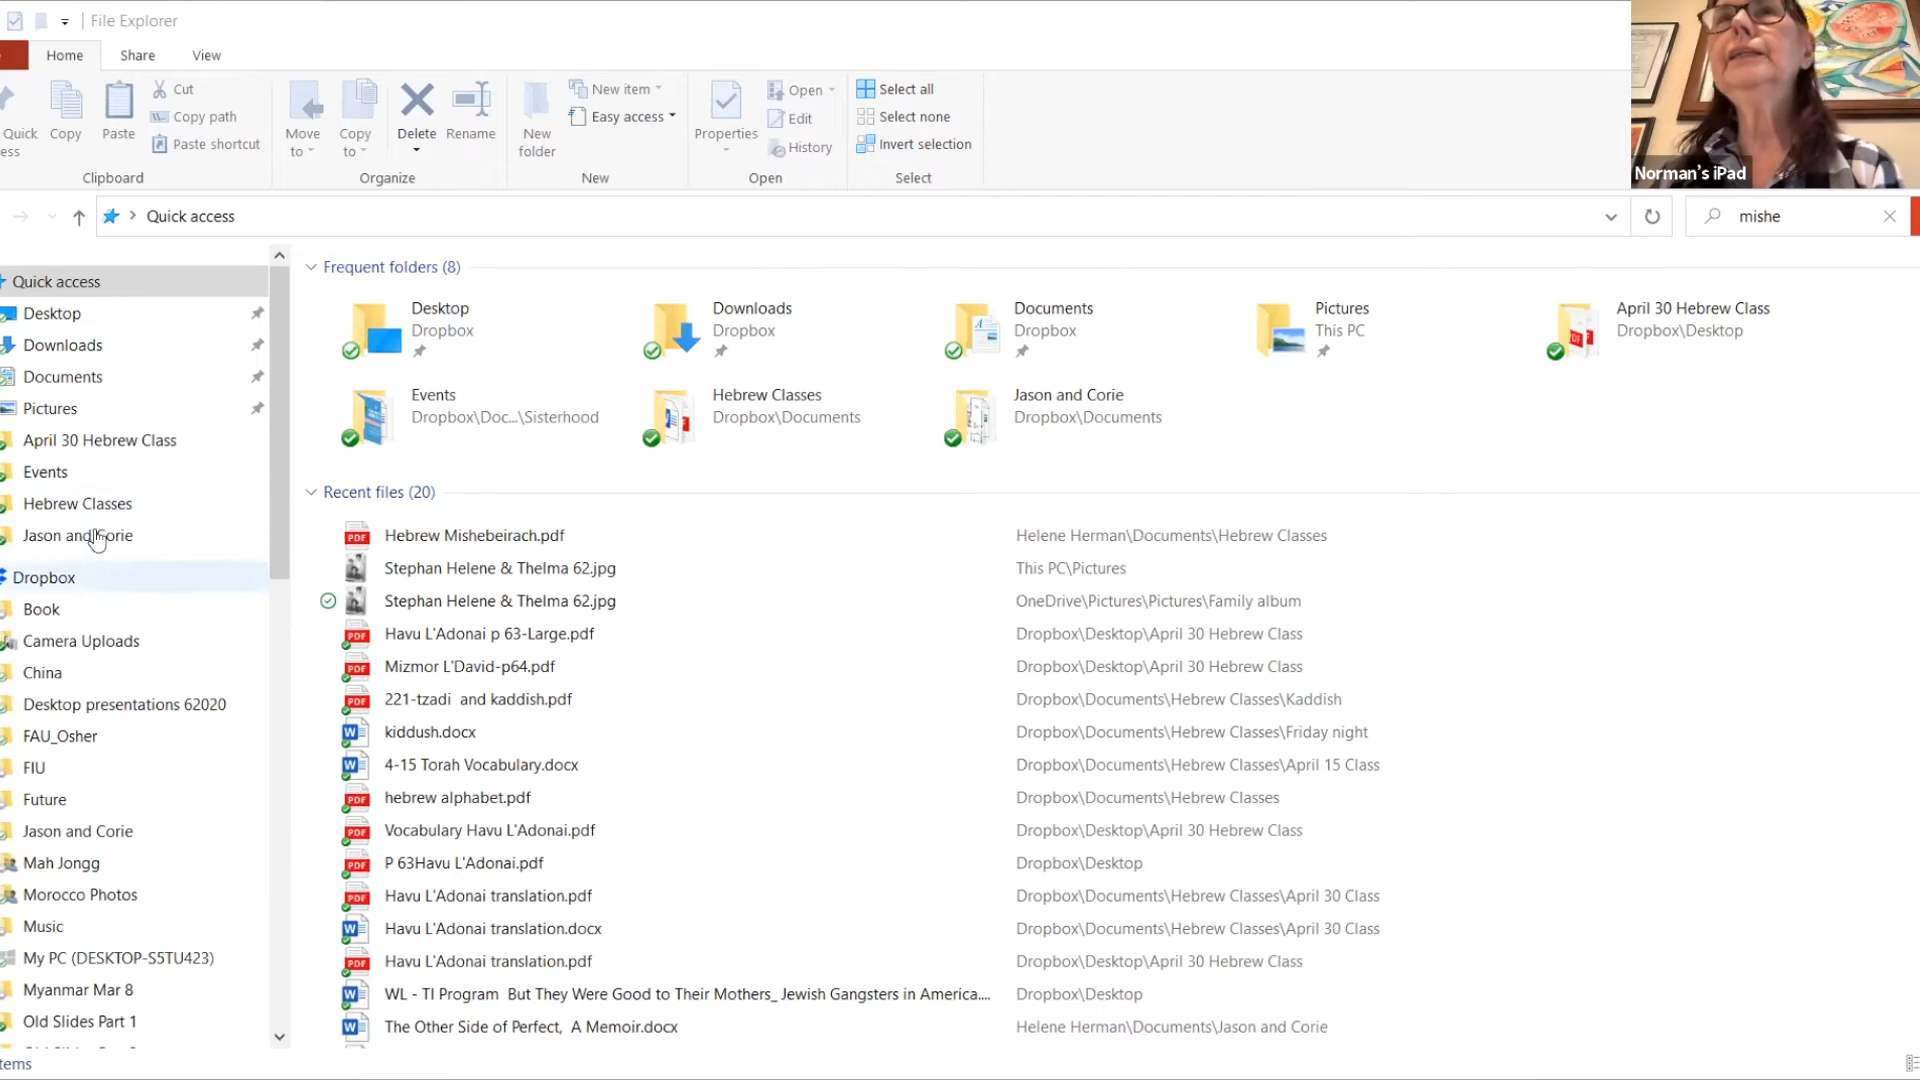 File Explorer
Home Share View
Cut
Copy path
Paste shortcut
Quick
ess
Copy
Paste
Clipboard
Move
to
Copy
to
Delete
Rename
Organize
New
folder
New item
Easy access
New
Properties
Open
Edit
History
Open
Select all
Select none
Invert selection
Select
Norman's iPad
Quick access
mishe
Quick access
Desktop
Downloads
Documents
Pictures
April 30 Hebrew Class
Events
Hebrew Classes
Jason and Corie
Dropbox
Book
Camera Uploads
China
Desktop presentations 62020
FAU_Osher
FIU
Future
Jason and Corie
Mah Jongg
Morocco Photos
Music
My PC (DESKTOP-S5TU423)
Myanmar Mar 8
Old Slides Part 1
tems
Frequent folders (8)
Desktop
Dropbox
Downloads
Dropbox
Documents
Dropbox
Pictures
This PC
April 30 Hebrew Class
Dropbox\Desktop
Events
Dropbox\Doc...\Sisterhood
Hebrew Classes
Dropbox\Documents
Jason and Corie
Dropbox\Documents
Recent files (20)
Hebrew Mishebeirach.pdf Helene Herman\Documents\Hebrew Classes
Stephan Helene & Thelma 62.jpg This PC\Pictures
Stephan Helene & Thelma 62.jpg OneDrive\Pictures\Pictures\Family album
Havu L'Adonai p 63-Large.pdf Dropbox\Desktop\April 30 Hebrew Class
Mizmor L'David-p64.pdf Dropbox\Desktop\April 30 Hebrew Class
221-tzadi and kaddish.pdf Dropbox\Documents\Hebrew Classes\Kaddish
kiddush.docx Dropbox\Documents\Hebrew Classes\Friday night
4-15 Torah Vocabulary.docx Dropbox\Documents\Hebrew Classes\April 15 Class
hebrew alphabet.pdf Dropbox\Documents\Hebrew Classes
Vocabulary Havu L'Adonai.pdf Dropbox\Desktop\April 30 Hebrew Class
P 63Havu L'Adonai.pdf Dropbox\Desktop
Havu L'Adonai translation.pdf Dropbox\Documents\Hebrew Classes\April 30 Class
Havu L'Adonai translation.docx Dropbox\Documents\Hebrew Classes\April 30 Class
Havu L'Adonai translation.pdf Dropbox\Desktop\April 30 Hebrew Class
WL - TI Program But They Were Good to Their Mothers_ Jewish Gangsters in America.... Dropbox\Desktop
The Other Side of Perfect, A Memoir.docx Helene Herman\Documents\Jason and Corie